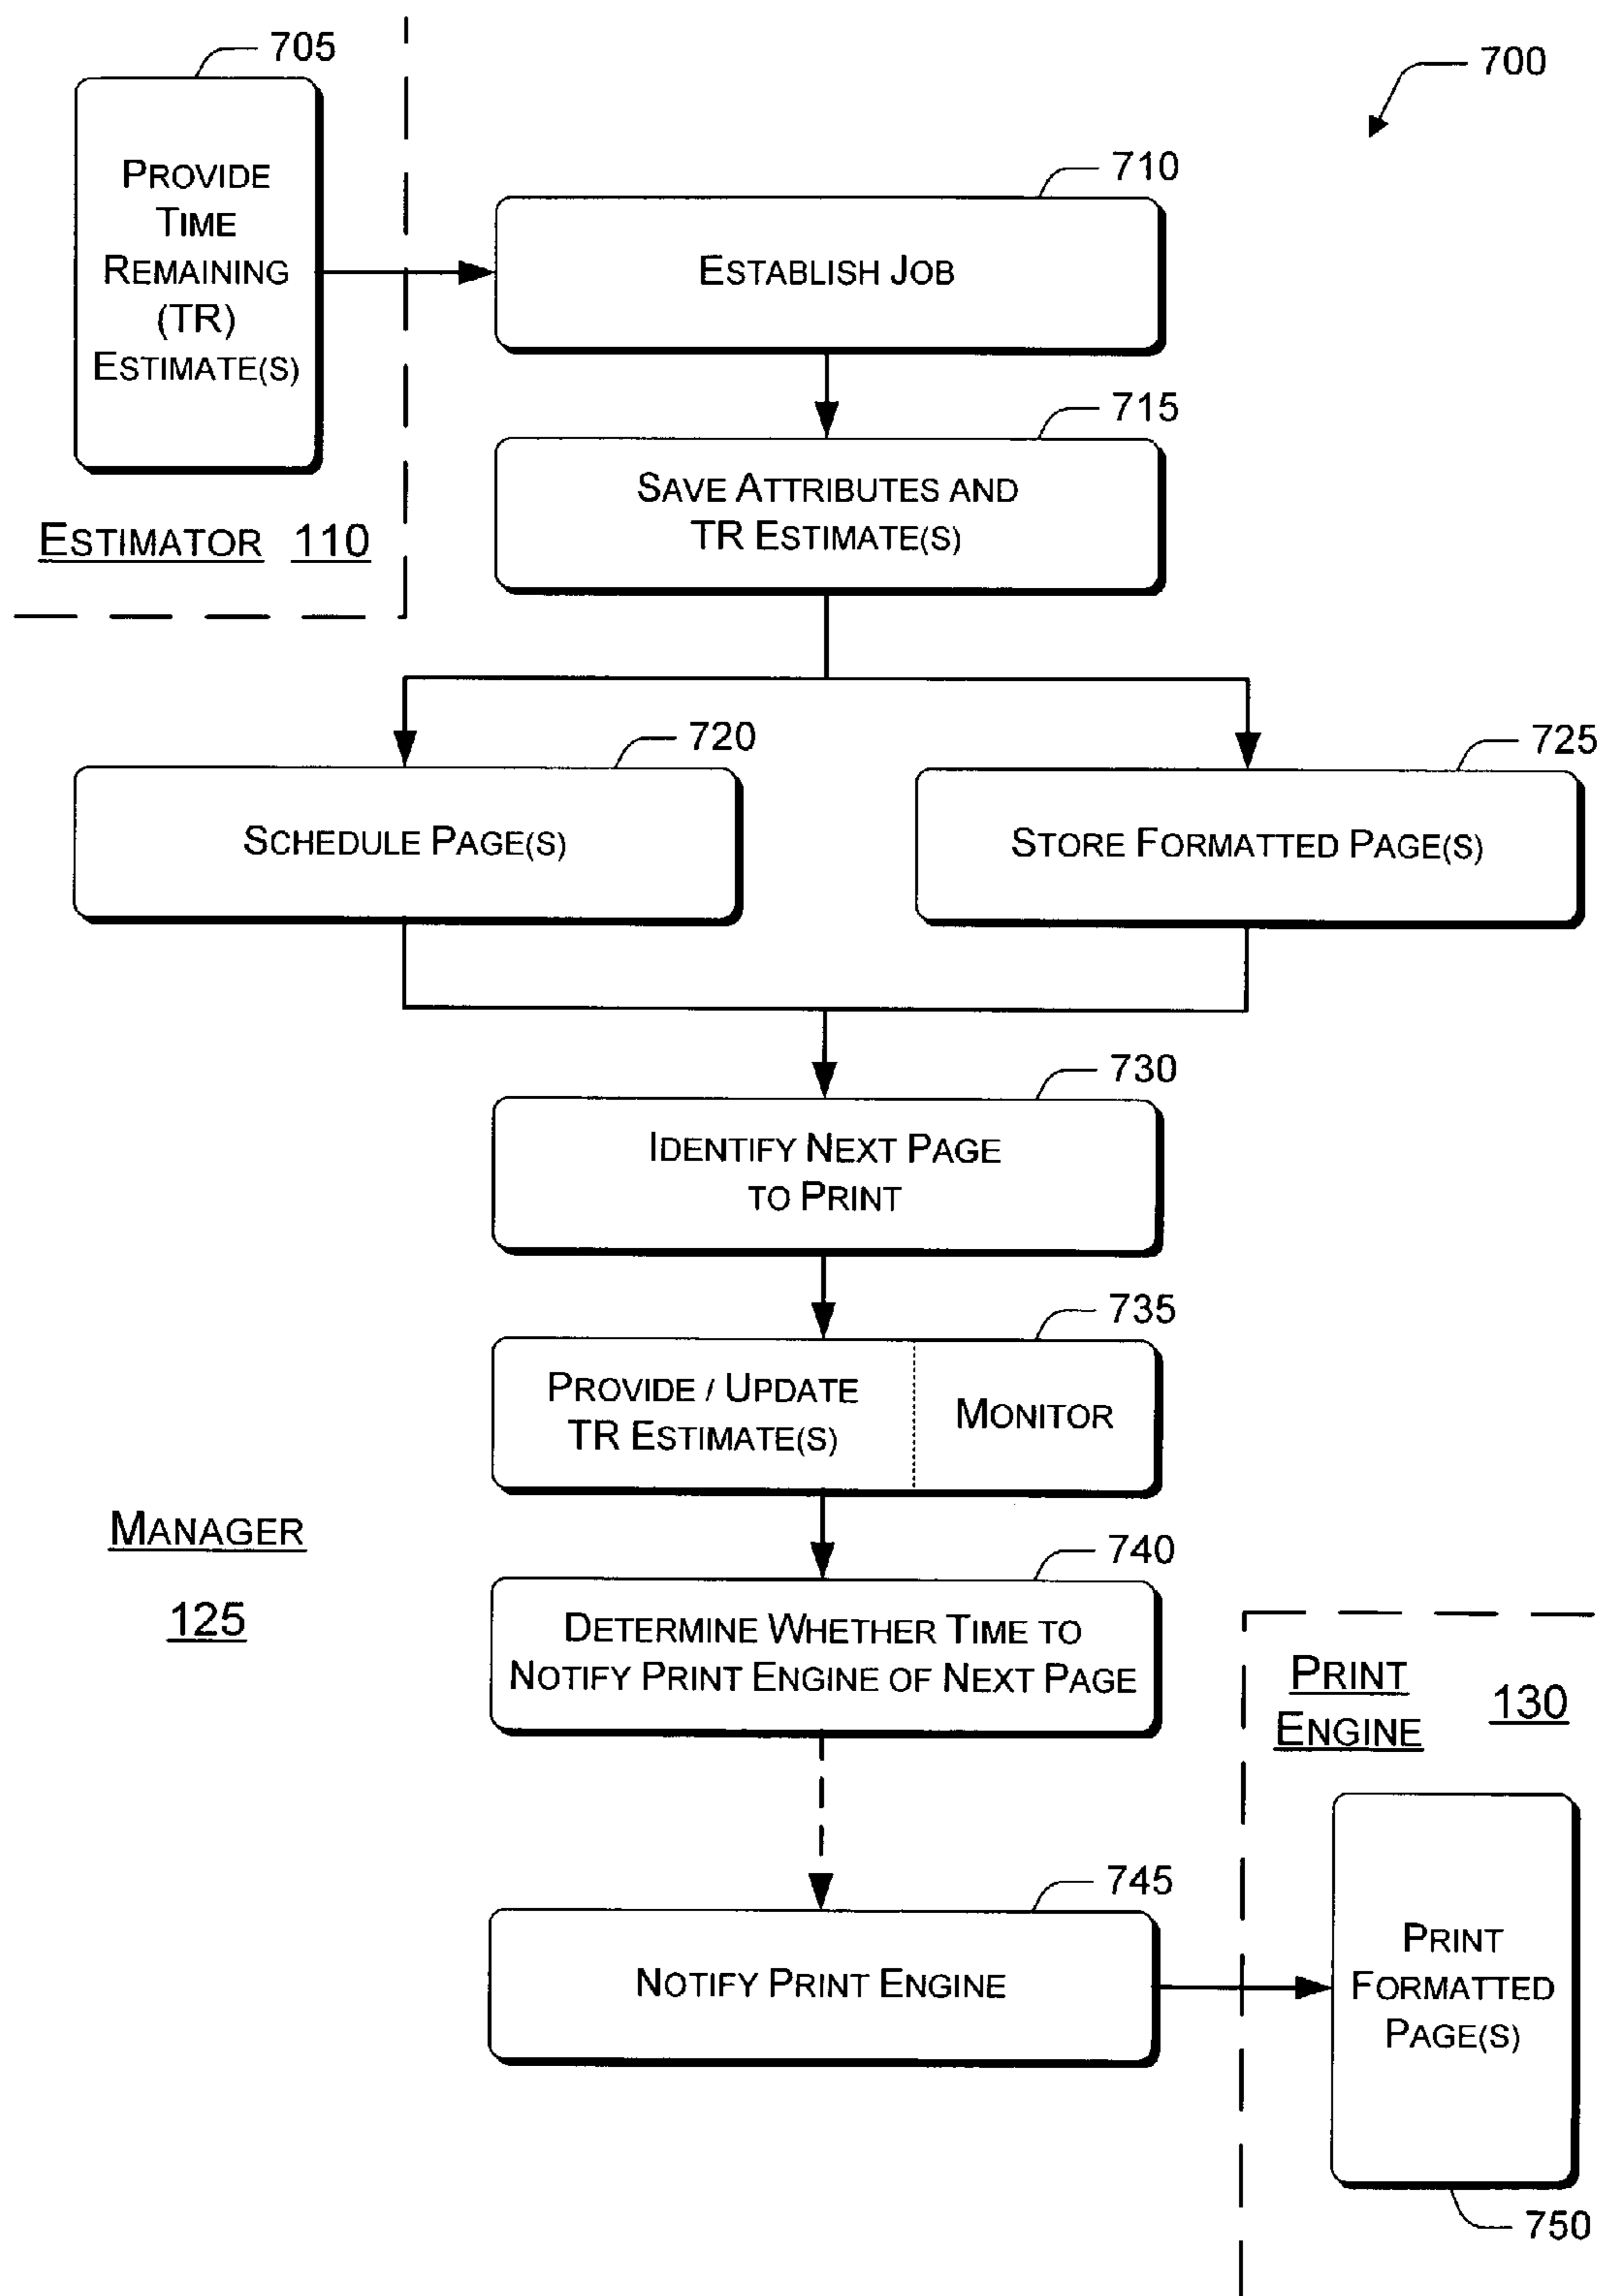 705
700
PROVIDE
TIME
REMAINING
(TR)
ESTIMATE(S)
710
ESTABLISH JOB
715
SAVE ATTRIBUTES AND
TR ESTIMATE(S)
ESTIMATOR 110
720
SCHEDULE PAGE(S)
725
STORE FORMATTED PAGE(S)
730
IDENTIFY NEXT PAGE
TO PRINT
735
PROVIDE / UPDATE
TR ESTIMATE(S)
MONITOR
MANAGER
125
740
DETERMINE WHETHER TIME TO
NOTIFY PRINT ENGINE OF NEXT PAGE
PRINT
ENGINE
130
745
NOTIFY PRINT ENGINE
PRINT
FORMATTED
PAGE(S)
750